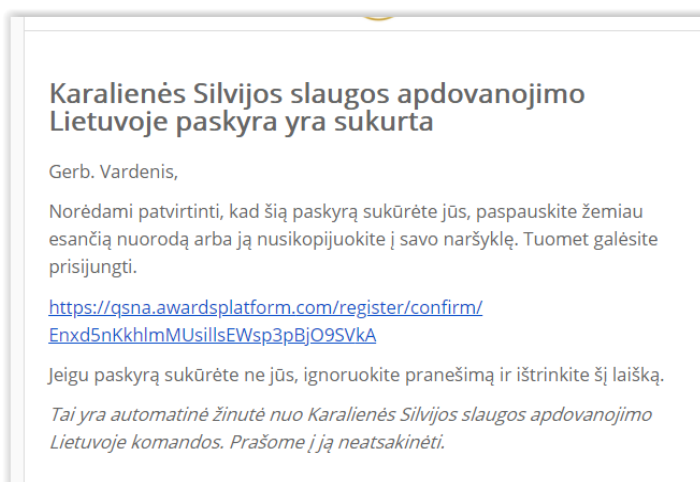 Karalienės Silvijos slaugos apdovanojimo
Lietuvoje paskyra yra sukurta
Gerb. Vardenis,
Norėdami patvirtinti, kad šią paskyrą sukūrėte jūs, paspauskite žemiau
esančią nuorodą arba ją nusikopijuokite į savo naršyklę. Tuomet galėsite
prisijungti.
https://qsna.awardsplatform.com/register/confirm/
Enxd5nKkhlmMUsillsEWsp3pBjO9SVkA
Jeigu paskyrą sukūrėte ne jūs, ignoruokite pranešimą ir ištrinkite šį laišką.
Tai yra automatinė žinutė nuo Karalienės Silvijos slaugos apdovanojimo
Lietuvoje komandos. Prašome į ją neatsakinėti.